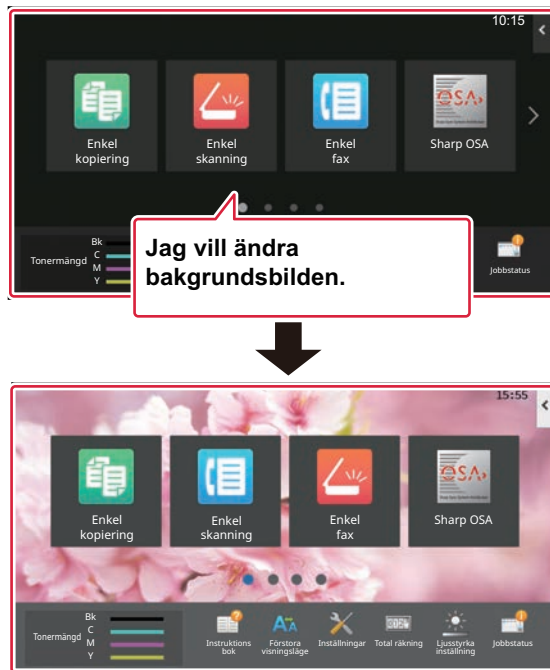 10:15
Enkel
kopiering
Enkel
skanning
Enkel
fax
OSA
Sharp OSA
Jag vill ändra
bakgrundsbilden.
Tonermängd
Bk
C
M
Y
Jobbstatus
15:55
Enkel
kopiering
Enkel
skanning
Enkel
fax
OSA
Sharp OSA
Tonermängd
Bk
C
M
Y
Instruktions
bok
Förstora
visningsläge
Inställningar
Total räkning
Ljusstyrka
inställning
Jobbstatus